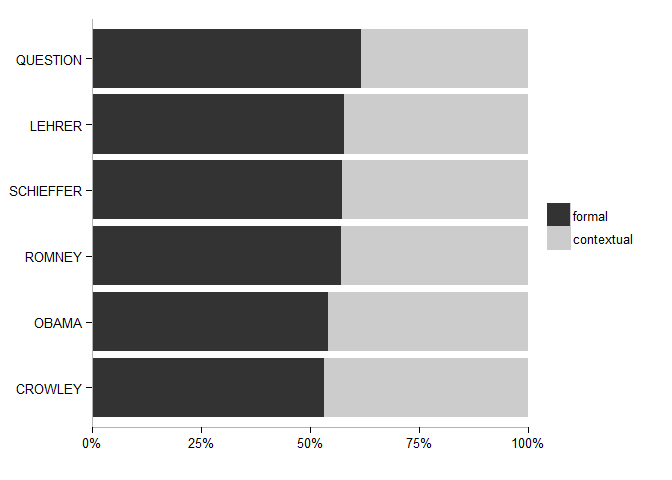 QUESTION
LEHRER
SCHIEFFER
ROMNEY
OBAMA
CROWLEY
formal
contextual
0% 25% 50% 75% 100%